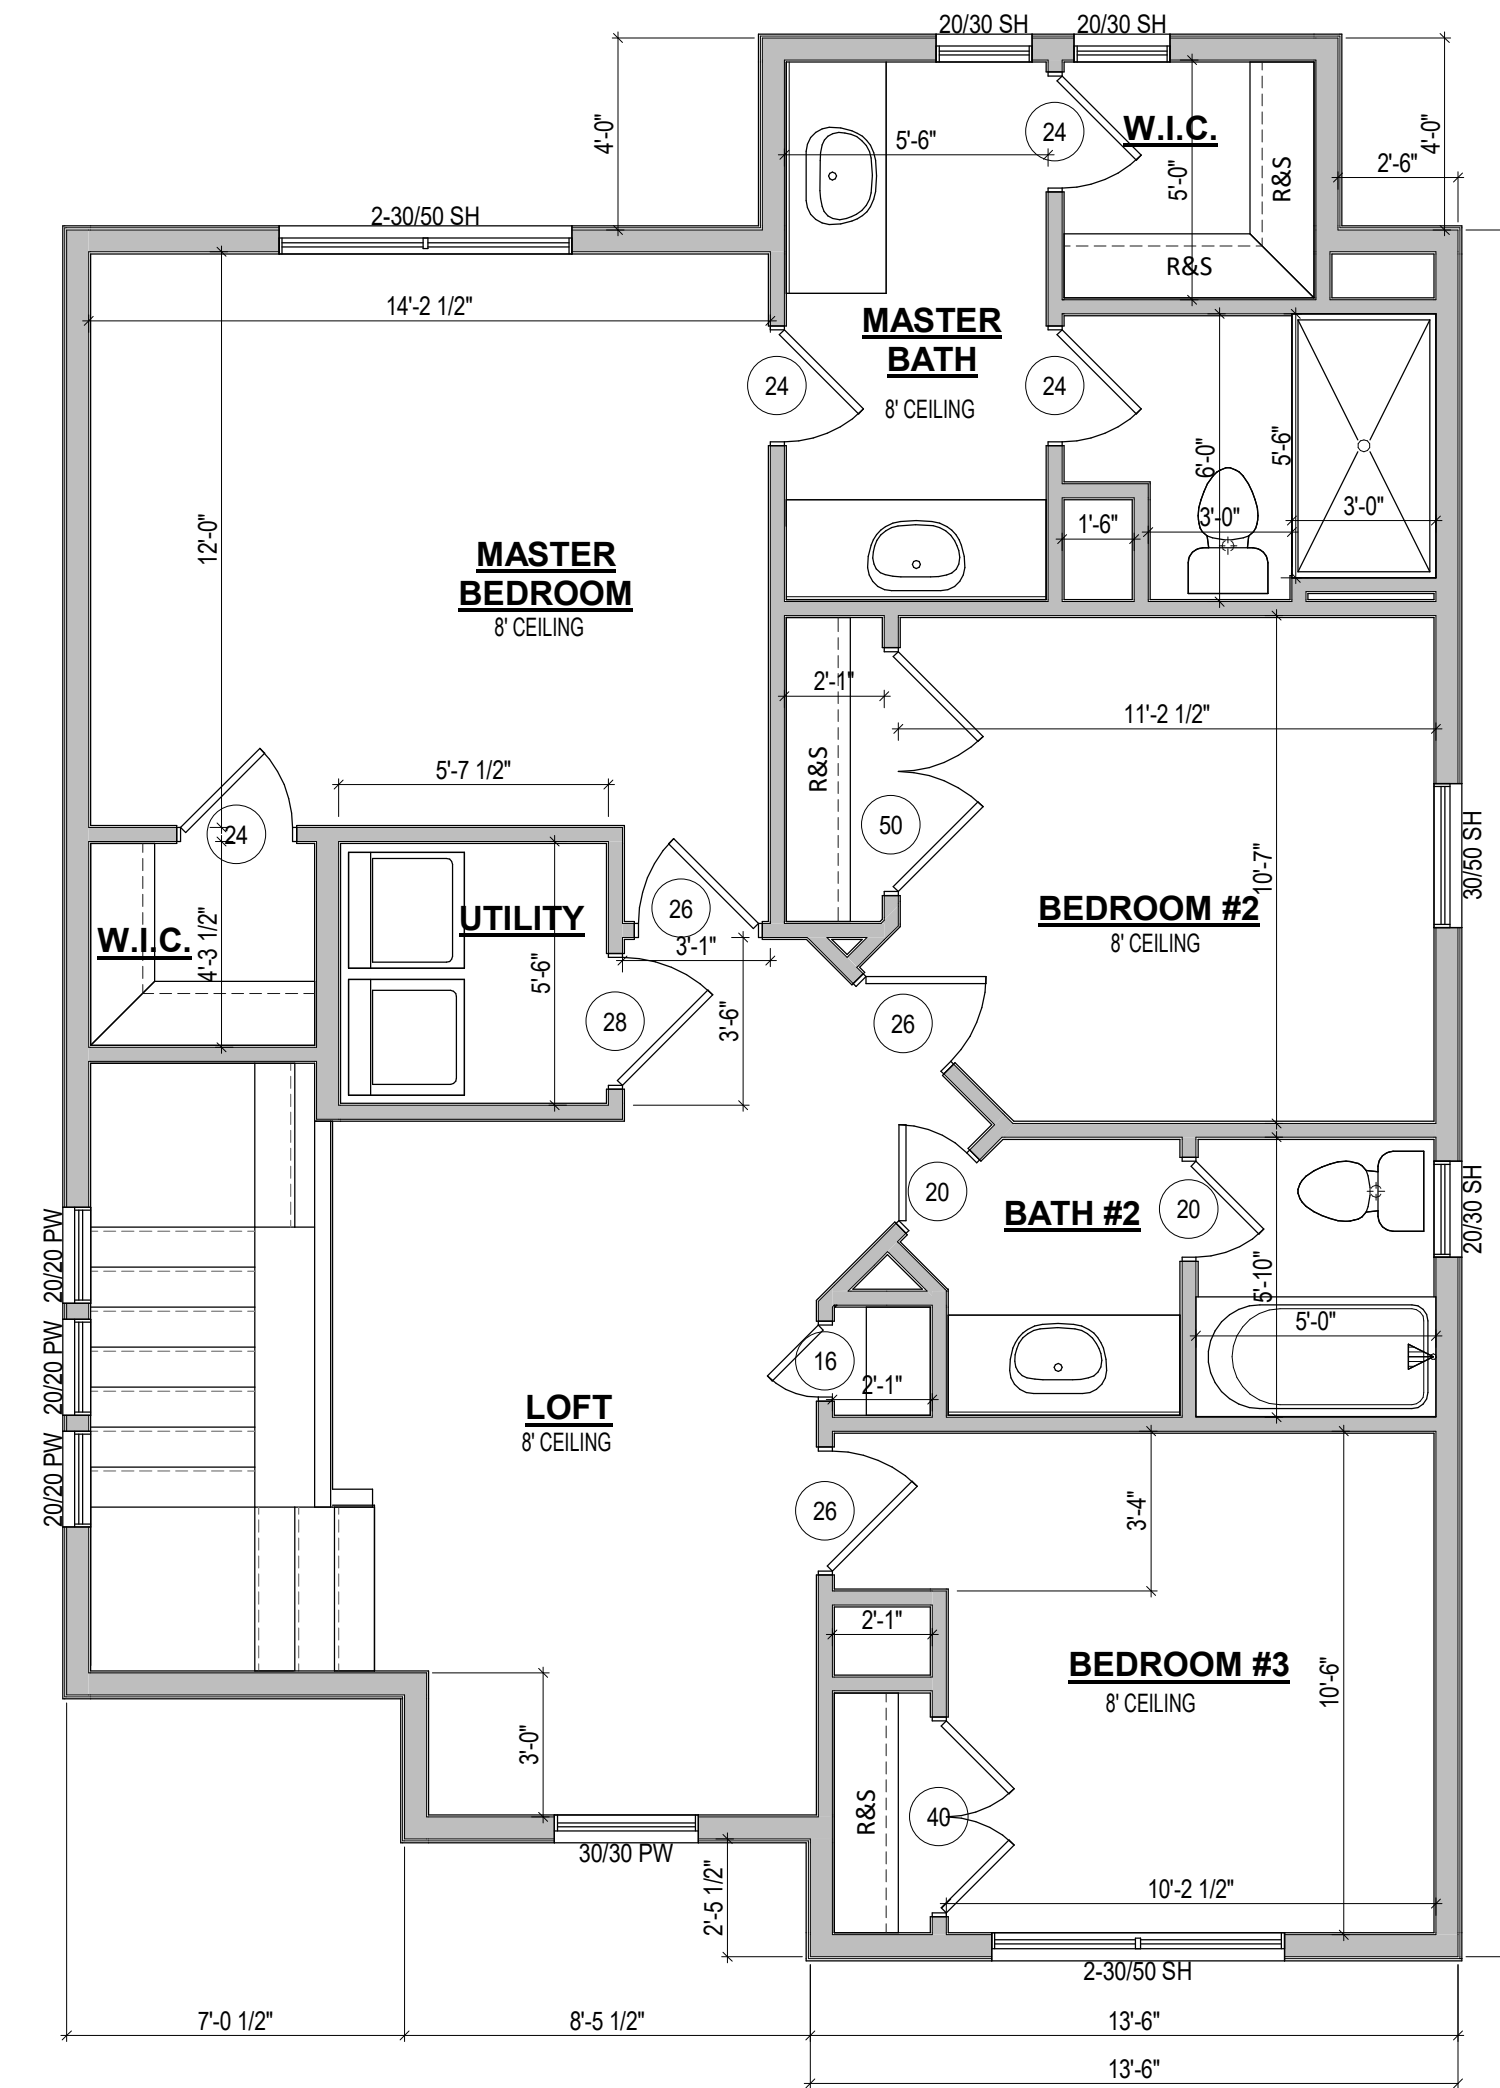 20/30 SH
20/30 SH
4'-0"
4'-0"
24
W.I.C.
5'-6"
2'-6"
5'-0"
R&S
2-30/50 SH
R&S
14'-2 1/2"
MASTER
BATH
8' CEILING
24
24
5'-6"
6'-0"
3'-0"
3'-0"
1'-6"
12'-0"
MASTER
BEDROOM
8' CEILING
2'-1"
11'-2 1/2"
R&S
5'-7 1/2"
24
50
10'-7"
30/50 SH
UTILITY
26
BEDROOM #2
8' CEILING
W.I.C.
4'-3 1/2"
3'-1"
5'-6"
28
3'-6"
26
20
BATH #2
20
20/30 SH
20/20 PW
5'-10"
5'-0"
20/20 PW
16
2'-1"
LOFT
8' CEILING
20/20 PW
26
3'-4"
2'-1"
BEDROOM #3
8' CEILING
10'-6"
3'-0"
R&S
40
30/30 PW
2'-5 1/2"
10'-2 1/2"
2-30/50 SH
7'-0 1/2"
8'-5 1/2"
13'-6"
13'-6"